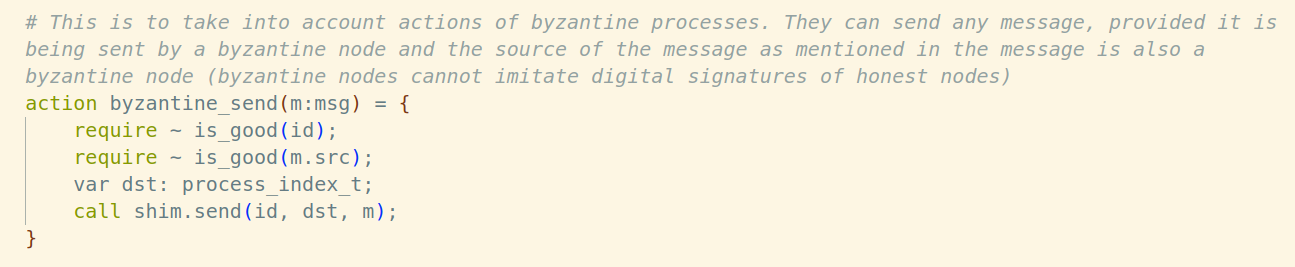 # This is to take into account actions of byzantine processes. They can send any message, provided it is
being sent by a byzantine node and the source of the message as mentioned in the message is also a
byzantine node (byzantine nodes cannot imitate digital signatures of honest nodes)
action byzantine_send(m:msg) = {
    require ~ is_good(id);
    require ~ is_good(m.src);
    var dst: process_index_t;
    call shim.send(id, dst, m);
}